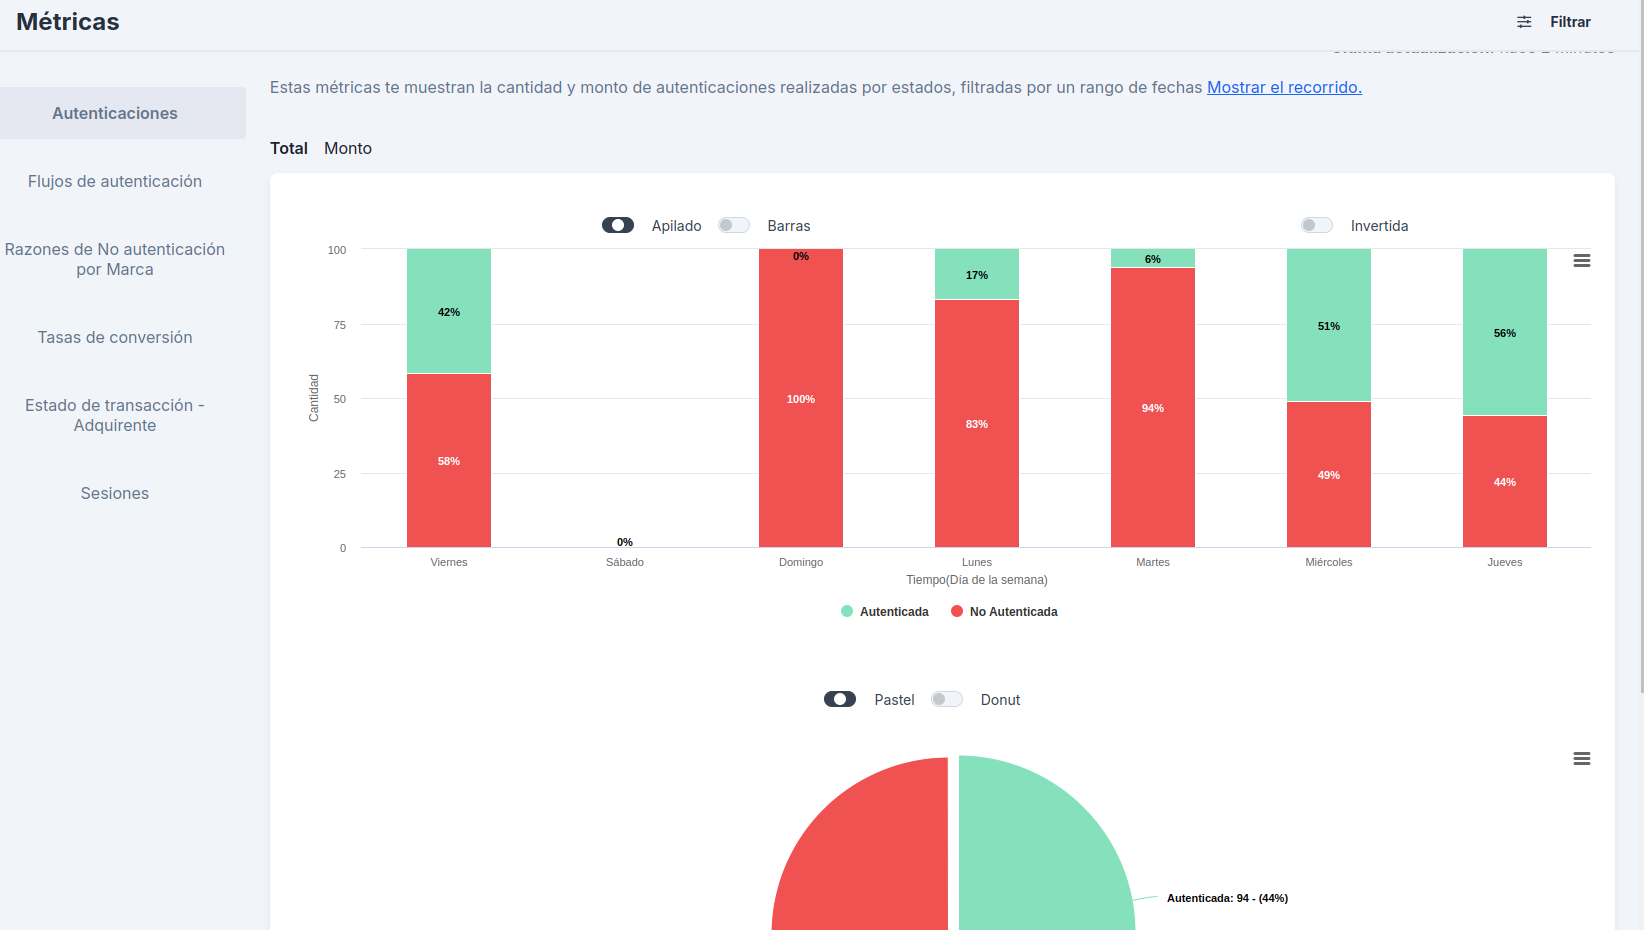 Métricas
Filtrar
Estas métricas te muestran la cantidad y monto de autenticaciones realizadas por estados, filtradas por un rango de fechas Mostrar el recorrido.
Autenticaciones
Flujos de autenticación
Razones de No autenticación
por Marca
Tasas de conversión
Estado de transacción -
Adquirente
Sesiones
Total Monto
Apilado Barras Invertida
100
75
50
25
0
Cantidad
42%
58%
0%
0%
100%
17%
83%
6%
94%
51%
49%
56%
44%
Viernes Sábado Domingo Lunes Martes Miércoles Jueves
Tiempo(Día de la semana)
Autenticada No Autenticada
Pastel Donut
Autenticada: 94 - (44%)